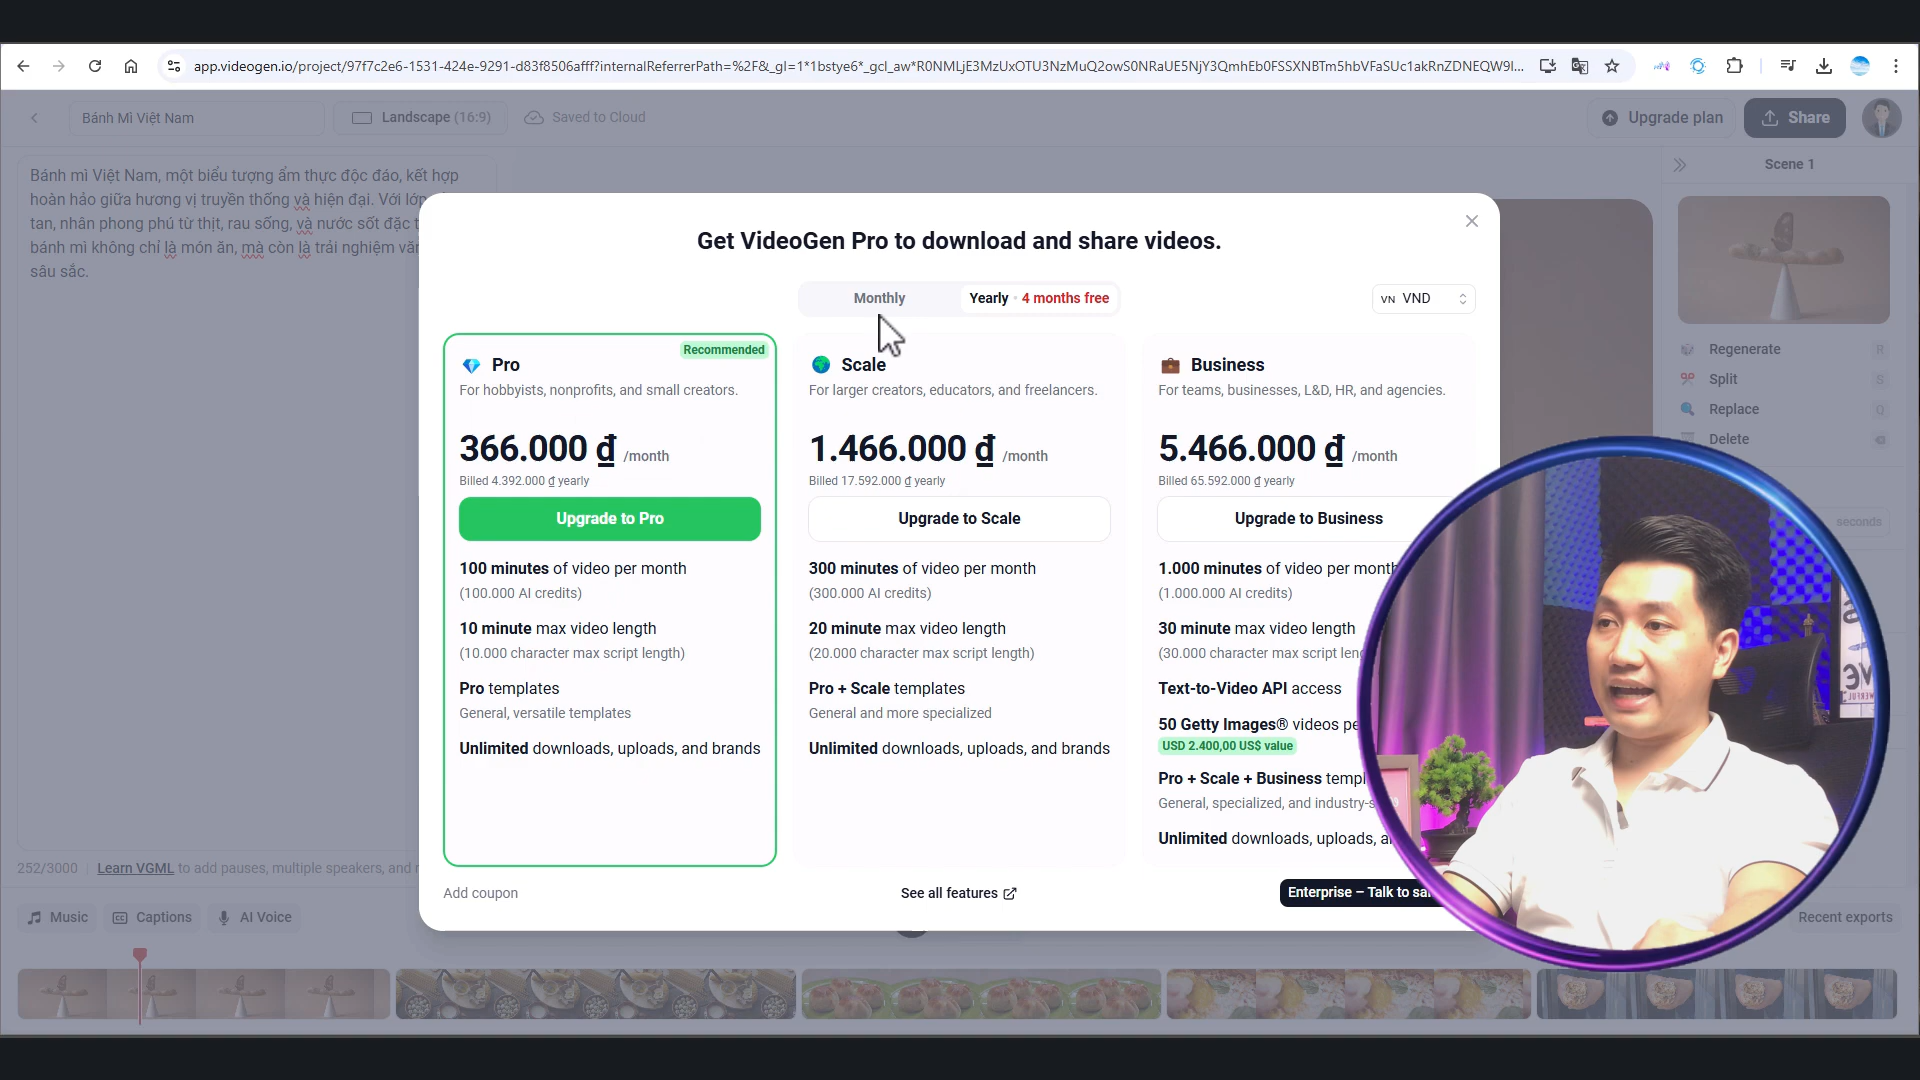 app.videogen.io/project/97f7c2e6-1531-424e-9291-d83f8506afff?internalReferrerPath=%2F&_gl=1*1bstye6*_gcl_aw*R0NMLjE3MzUxOTU3NzMuQ2owS0NRaUE5NjY3QmhEb0FSSXNBTm5hbVFaSUc1akRnZDNEQW9I...
Bánh Mì Việt Nam
Landscape (16:9)
Saved to Cloud
Upgrade plan
Share
Bánh mì Việt Nam, một biểu tượng ẩm thực độc đáo, kết hợp
hoàn hảo giữa hương vị truyền thống và hiện đại. Với lớp
tan, nhân phong phú từ thịt, rau sống, và nước sốt đặc
bánh mì không chỉ là món ăn, mà còn là trải nghiệm văn
sâu sắc.
252/3000
Learn VGML to add pauses, multiple speakers, and
Music
Captions
AI Voice
Get VideoGen Pro to download and share videos.
Monthly
Yearly · 4 months free
VN VND
Recommended
Pro
For hobbyists, nonprofits, and small creators.
366.000 ₫ /month
Billed 4.392.000 ₫ yearly
Upgrade to Pro
100 minutes of video per month
(100.000 AI credits)
10 minute max video length
(10.000 character max script length)
Pro templates
General, versatile templates
Unlimited downloads, uploads, and brands
Scale
For larger creators, educators, and freelancers.
1.466.000 ₫ /month
Billed 17.592.000 ₫ yearly
Upgrade to Scale
300 minutes of video per month
(300.000 AI credits)
20 minute max video length
(20.000 character max script length)
Pro + Scale templates
General and more specialized
Unlimited downloads, uploads, and brands
Business
For teams, businesses, L&D, HR, and agencies.
5.466.000 ₫ /month
Billed 65.592.000 ₫ yearly
Upgrade to Business
1.000 minutes of video per month
(1.000.000 AI credits)
30 minute max video length
(30.000 character max script
Text-to-Video API access
50 Getty Images® videos
USD 2.400,00 US$ value
Pro + Scale + Business
General, specialized, and
Unlimited downloads, uploads,
Add coupon
See all features
Enterprise – Talk to
Scene 1
Regenerate R
Split S
Replace Q
Delete
seconds
Recent exports